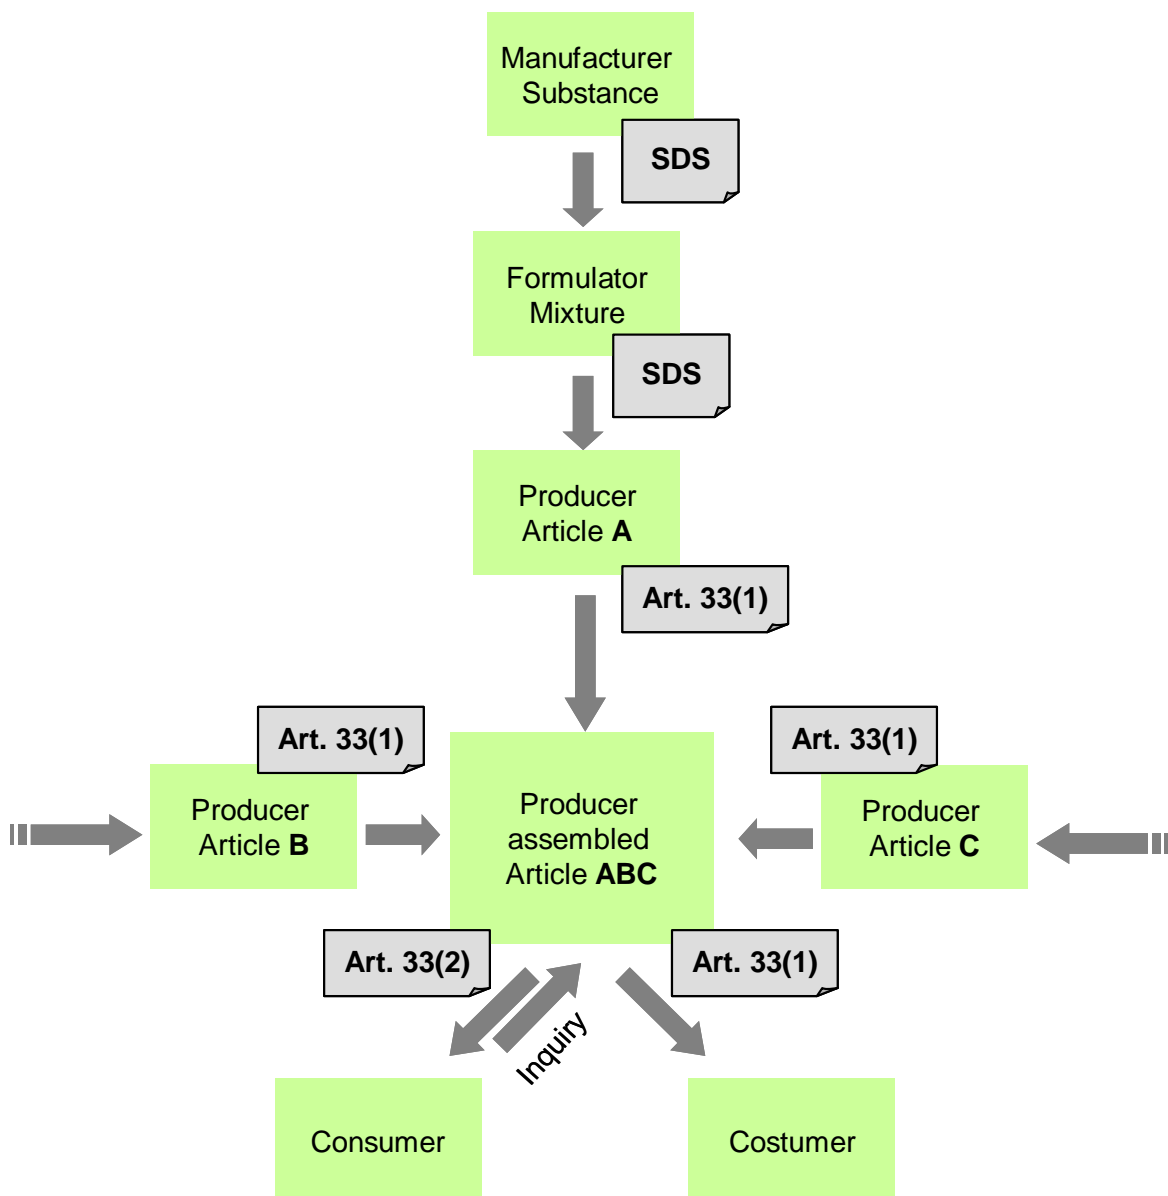 Manufacturer
Substance
SDS
Formulator
Mixture
SDS
Producer
Article A
Art. 33(1)
Art. 33(1)
Art. 33(1)
Producer
Article B
Producer
assembled
Article ABC
Producer
Article C
Art. 33(2)
Art. 33(1)
Inquiry
Consumer
Costumer